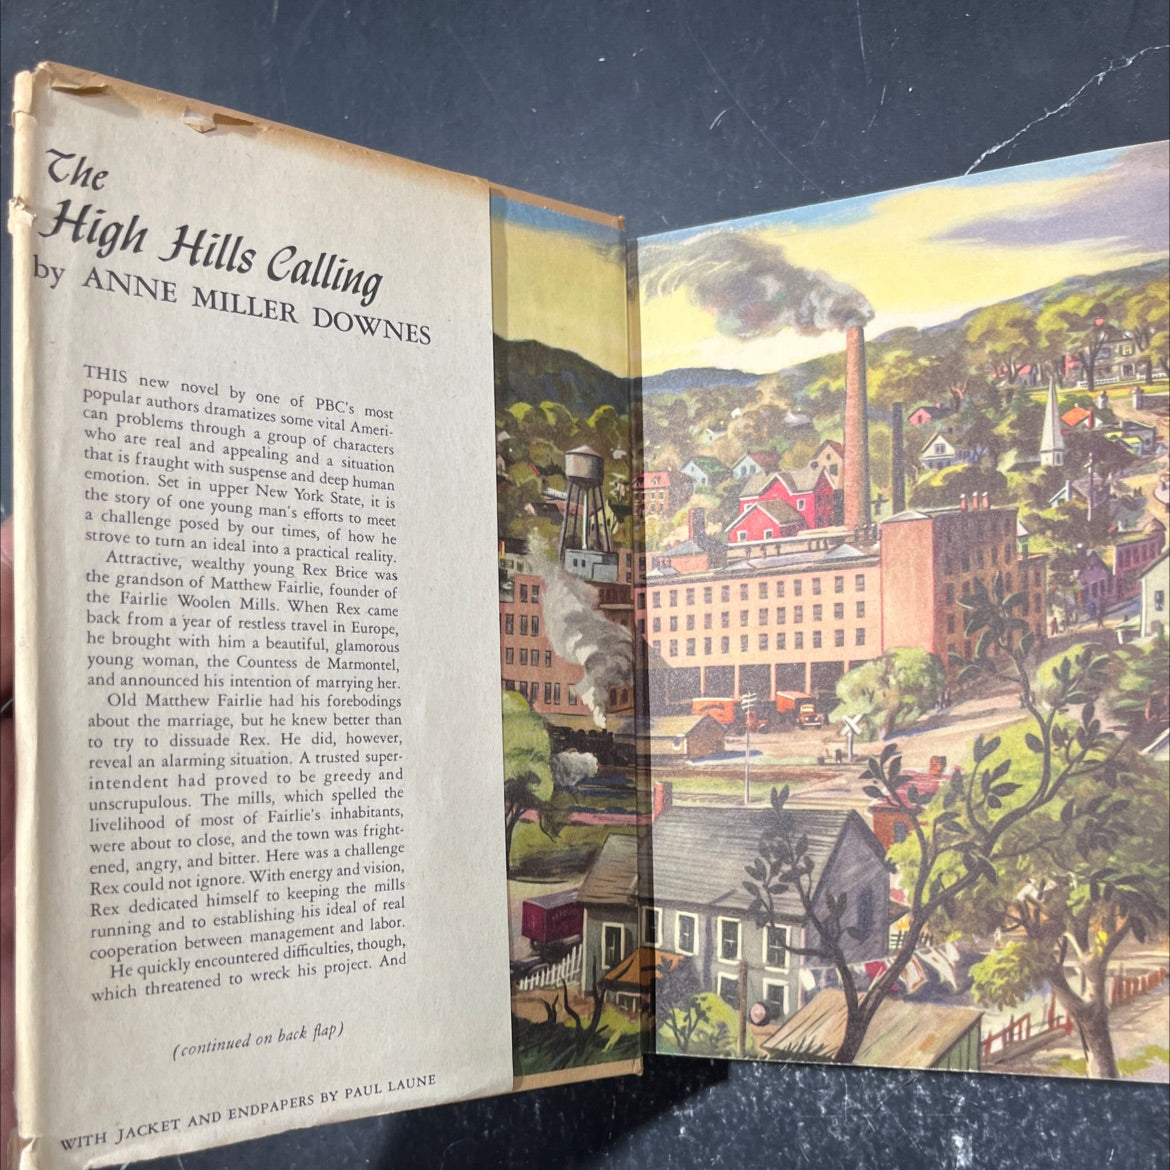 The
High Hills Calling
by ANNE MILLER DOWNES
THIS new novel by one of PBC's most
popular authors dramatizes some vital Ameri-
can problems through a group of characters
who are real and appealing and a situation
that is fraught with suspense and deep human
emotion. Set in upper New York State, it is
the story of one young man's efforts to meet
a challenge posed by our times, of how he
strove to turn an ideal into a practical reality.
Attractive, wealthy young Rex Brice was
the grandson of Matthew Fairlie, founder of
the Fairlie Woolen Mills. When Rex came
back from a year of restless travel in Europe,
he brought with him a beautiful, glamorous
young woman, the Countess de Marmontel,
and announced his intention of marrying her.
Old Matthew Fairlie had his forebodings
about the marriage, but he knew better than
to try to dissuade Rex. He did, however,
reveal an alarming situation. A trusted super-
intendent had proved to be greedy and
unscrupulous. The mills, which spelled the
livelihood of most of Fairlie's inhabitants,
were about to close, and the town was fright-
ened, angry, and bitter. Here was a challenge
Rex could not ignore. With energy and vision,
Rex dedicated himself to keeping the mills
running and to establishing his ideal of real
cooperation between management and labor.
He quickly encountered difficulties, though,
which threatened to wreck his project. And
(continued on back flap)
WITH JACKET AND ENDPAPERS BY PAUL LAUNE